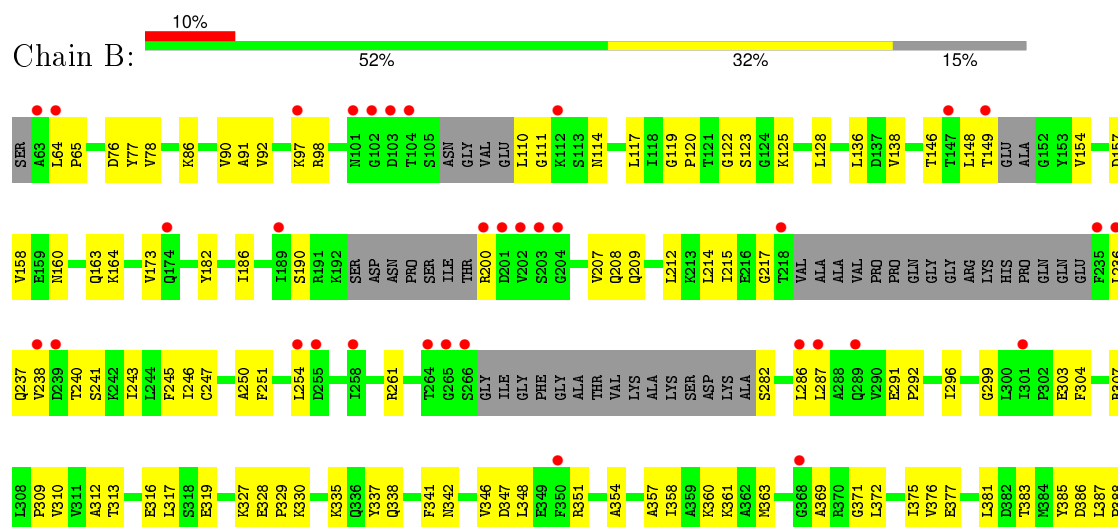 10%
Chain B:
52% 32% 15%
SER A63 L64 P65 D76 Y77 V78 K86 V90 A91 V92 K97 R98 N101 G102 D103 T104 S105 ASN GLY VAL GLU L110 G111 K112 S113 N114 L117 I118 G119 P120 T121 G122 S123 G124 K125 L128 L136 D137 V138 T146 T147 L148 T149 GLU ALA G152 Y153 V154 D157
V158 E159 N160 Q163 K164 V173 Q174 Y182 I186 I189 S190 R191 K192 SER ASP ASN PRO SER ILE THR R200 D201 V202 S203 G204 V207 Q208 Q209 L212 K213 L214 I215 E216 G217 T218 VAL ALA ALA VAL PRO PRO GLN GLY GLY ARG LYS HIS PRO GLN GLN GLU F235 L236
Q237 V238 D239 T240 S241 K242 I243 L244 F245 I246 C247 A250 F251 L254 D255 I258 R261 T264 G265 S266 GLY ILE GLY PHE GLY ALA THR VAL LYS ALA LYS SER ASP LYS ALA S282 L286 L287 A288 Q289 V290 E291 P292 I296 G299 L300 I301 P302 E303 F304 R307
L308 P309 V310 V311 A312 T313 E316 L317 S318 E319 K327 E328 P329 K330 K335 Q336 Y337 Q338 F341 N342 V346 D347 L348 E349 F350 R351 A354 A357 I358 A359 K360 K361 A362 M363 G368 A369 R370 G371 L372 I375 V376 E377 L381 D382 T383 M384 Y385 D386 L387